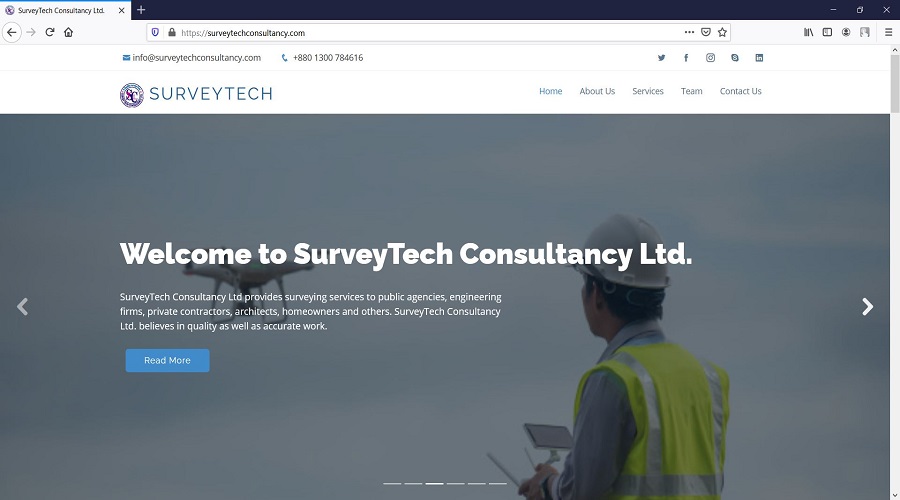 SurveyTech Consultancy Ltd.
https://surveytechconsultancy.com
info@surveytechconsultancy.com +880 1300 784616
SC SURVEYTECH
Home About Us Services Team Contact Us
Welcome to SurveyTech Consultancy Ltd.
SurveyTech Consultancy Ltd provides surveying services to public agencies, engineering
firms, private contractors, architects, homeowners and others. SurveyTech Consultancy
Ltd. believes in quality as well as accurate work.
Read More